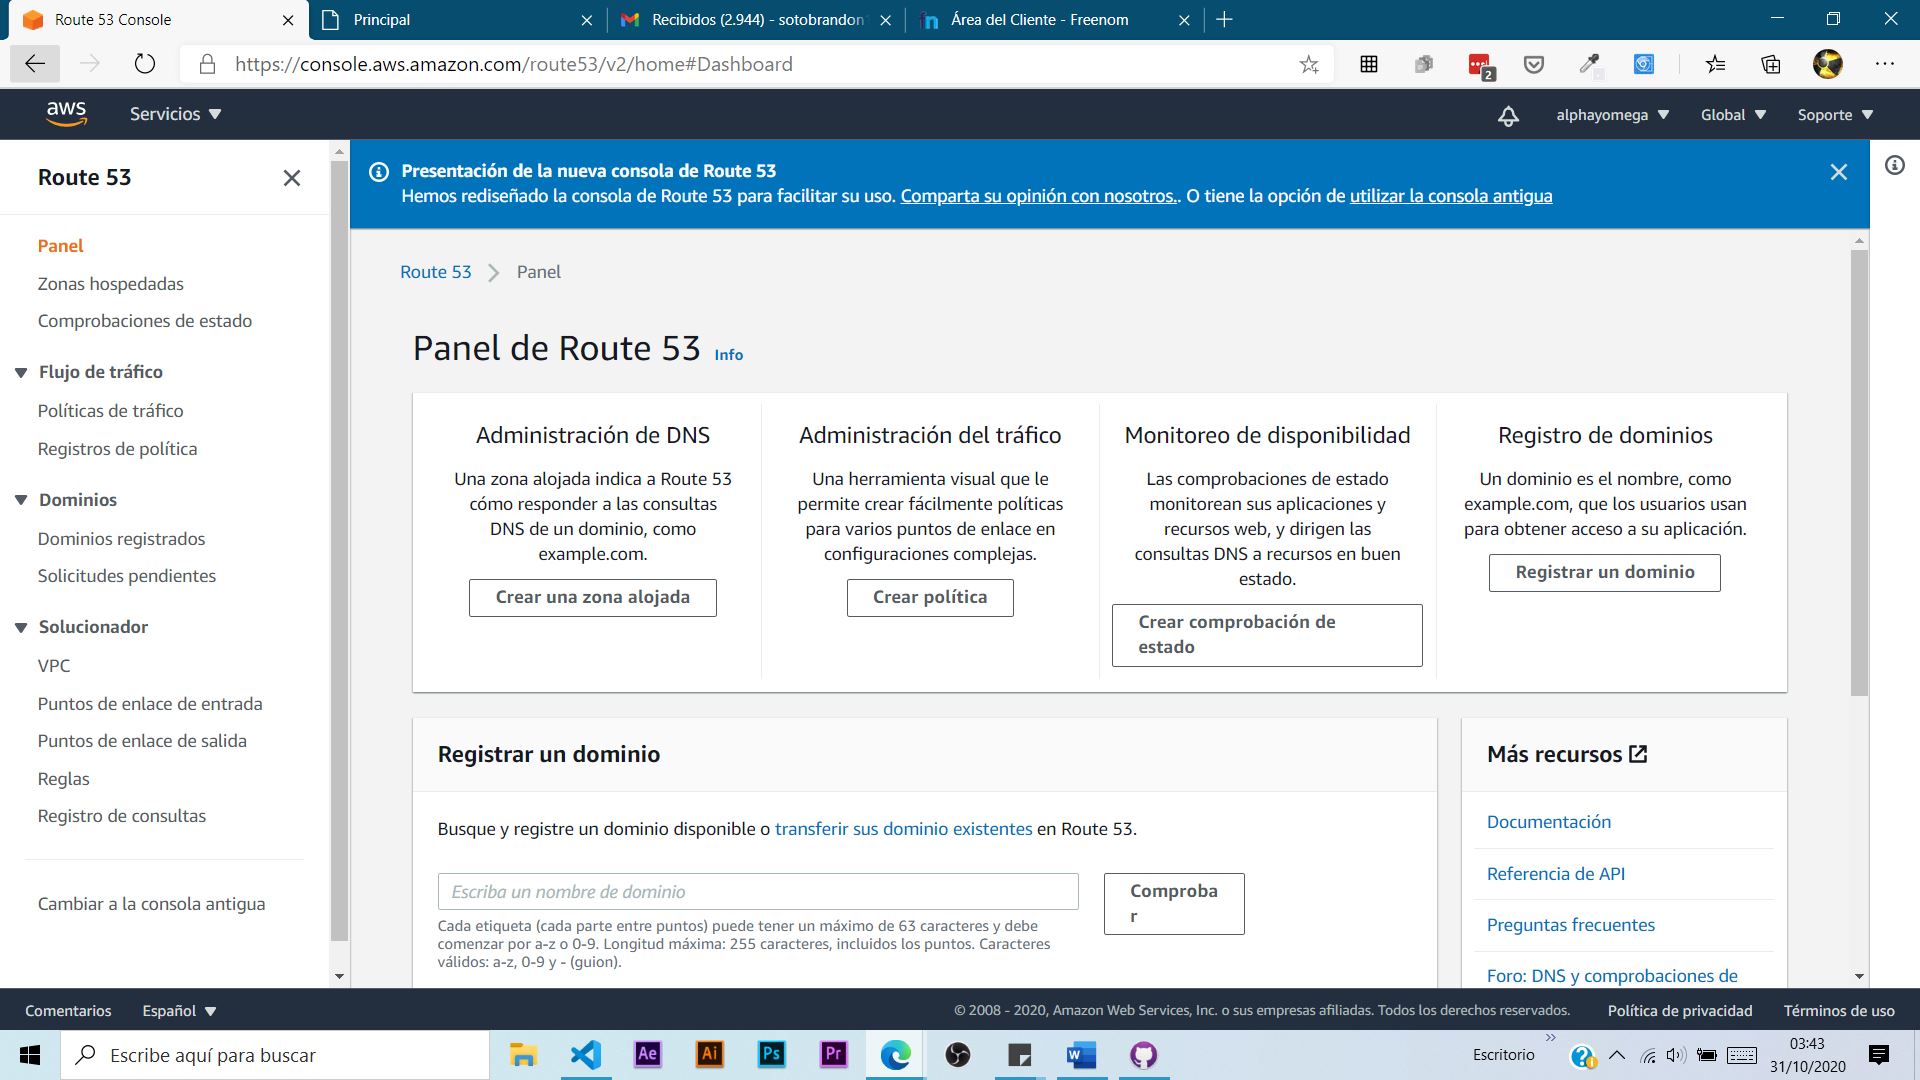 Route 53 Console
Principal
Recibidos (2.944) - sotobrandon
Área del Cliente - Freenom
https://console.aws.amazon.com/route53/v2/home#Dashboard
2
aws
Servicios
alphayomega
Global
Soporte
Route 53
Panel
Zonas hospedadas
Comprobaciones de estado
Flujo de tráfico
Políticas de tráfico
Registros de política
Dominios
Dominios registrados
Solicitudes pendientes
Solucionador
VPC
Puntos de enlace de entrada
Puntos de enlace de salida
Reglas
Registro de consultas
Cambiar a la consola antigua
Presentación de la nueva consola de Route 53
Hemos rediseñado la consola de Route 53 para facilitar su uso. Comparta su opinión con nosotros.. O tiene la opción de utilizar la consola antigua
Route 53 > Panel
Panel de Route 53 Info
Administración de DNS
Una zona alojada indica a Route 53
cómo responder a las consultas
DNS de un dominio, como
example.com.
Crear una zona alojada
Administración del tráfico
Una herramienta visual que le
permite crear fácilmente políticas
para varios puntos de enlace en
configuraciones complejas.
Crear política
Monitoreo de disponibilidad
Las comprobaciones de estado
monitorean sus aplicaciones y
recursos web, y dirigen las
consultas DNS a recursos en buen
estado.
Crear comprobación de
estado
Registro de dominios
Un dominio es el nombre, como
example.com, que los usuarios usan
para obtener acceso a su aplicación.
Registrar un dominio
Registrar un dominio
Busque y registre un dominio disponible o transferir sus dominio existentes en Route 53.
Escriba un nombre de dominio
Comproba
r
Cada etiqueta (cada parte entre puntos) puede tener un máximo de 63 caracteres y debe
comenzar por a-z o 0-9. Longitud máxima: 255 caracteres, incluidos los puntos. Caracteres
válidos: a-z, 0-9 y - (guion).
Más recursos
Documentación
Referencia de API
Preguntas frecuentes
Foro: DNS y comprobaciones de
Comentarios
Español
© 2008 - 2020, Amazon Web Services, Inc. o sus empresas afiliadas. Todos los derechos reservados.
Política de privacidad
Términos de uso
Escribe aquí para buscar
Ae
Ai
Ps
Pr
Escritorio
03:43
31/10/2020